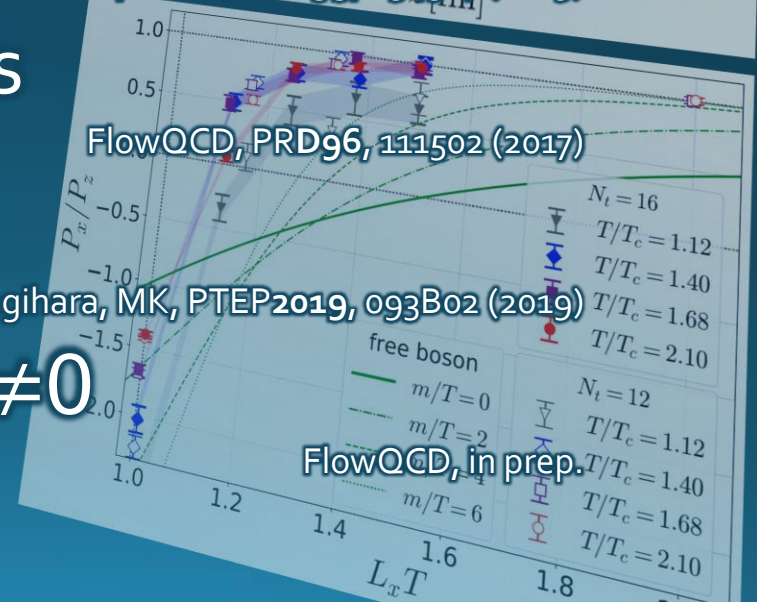 s
1.0
0.5
FlowQCD, PRD96, 111502 (2017)
−0.5
P_x/P_z
−1.0
gihara, MK, PTEP2019, 093B02 (2019)
−1.5
≠0
2.0
N_t = 16
T/T_c = 1.12
T/T_c = 1.40
T/T_c = 1.68
T/T_c = 2.10
free boson
m/T = 0
m/T = 2
m/T = 6
FlowQCD, in prep.
N_t = 12
T/T_c = 1.12
T/T_c = 1.40
T/T_c = 1.68
T/T_c = 2.10
1.0
1.2
1.4
1.6
1.8
L_xT